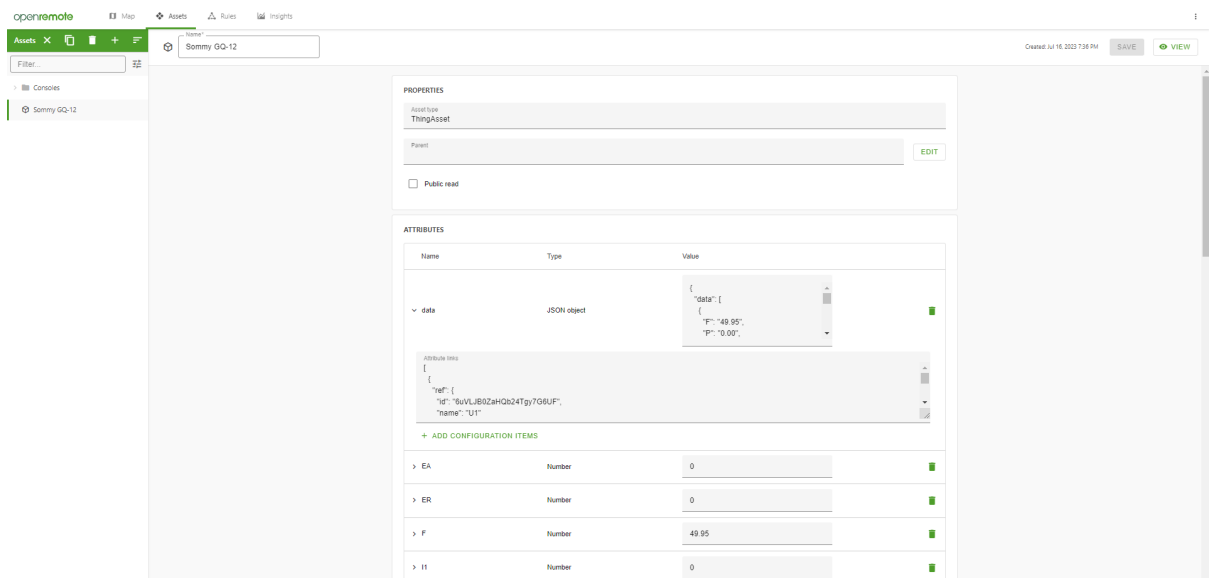 openremote Map Assets Rules Insights
Assets
Name*
Sommy GQ-12
Created: Jul 16, 2023 7:36 PM SAVE VIEW
Filter...
Consoles
Sommy GQ-12
PROPERTIES
Asset type
ThingAsset
Parent
EDIT
Public read
ATTRIBUTES
Name Type Value
data JSON object
{
"data": [
{
"F": "49.95",
"P": "0.00",
Attribute links
[
{
"ref": {
"id": "6uVLJB0ZaHQb24Tgy7G6UF",
"name": "U1"
+ ADD CONFIGURATION ITEMS
EA Number 0
ER Number 0
F Number 49.95
I1 Number 0